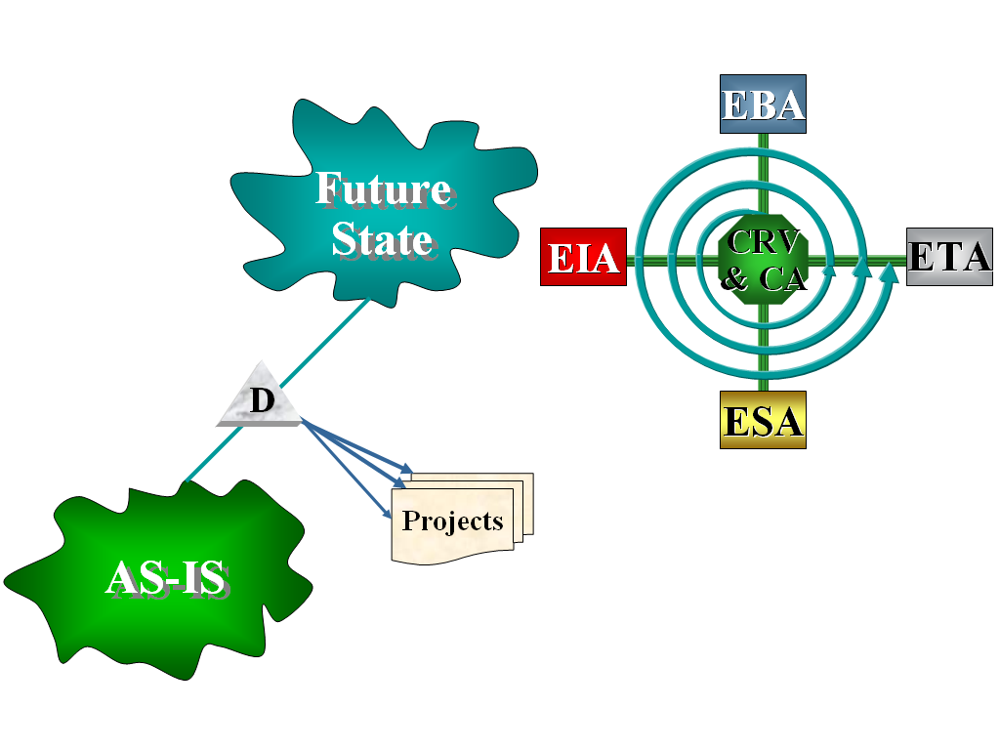 Future
State
D
Projects
AS-IS
EBA
EIA
CRV
& CA
ETA
ESA